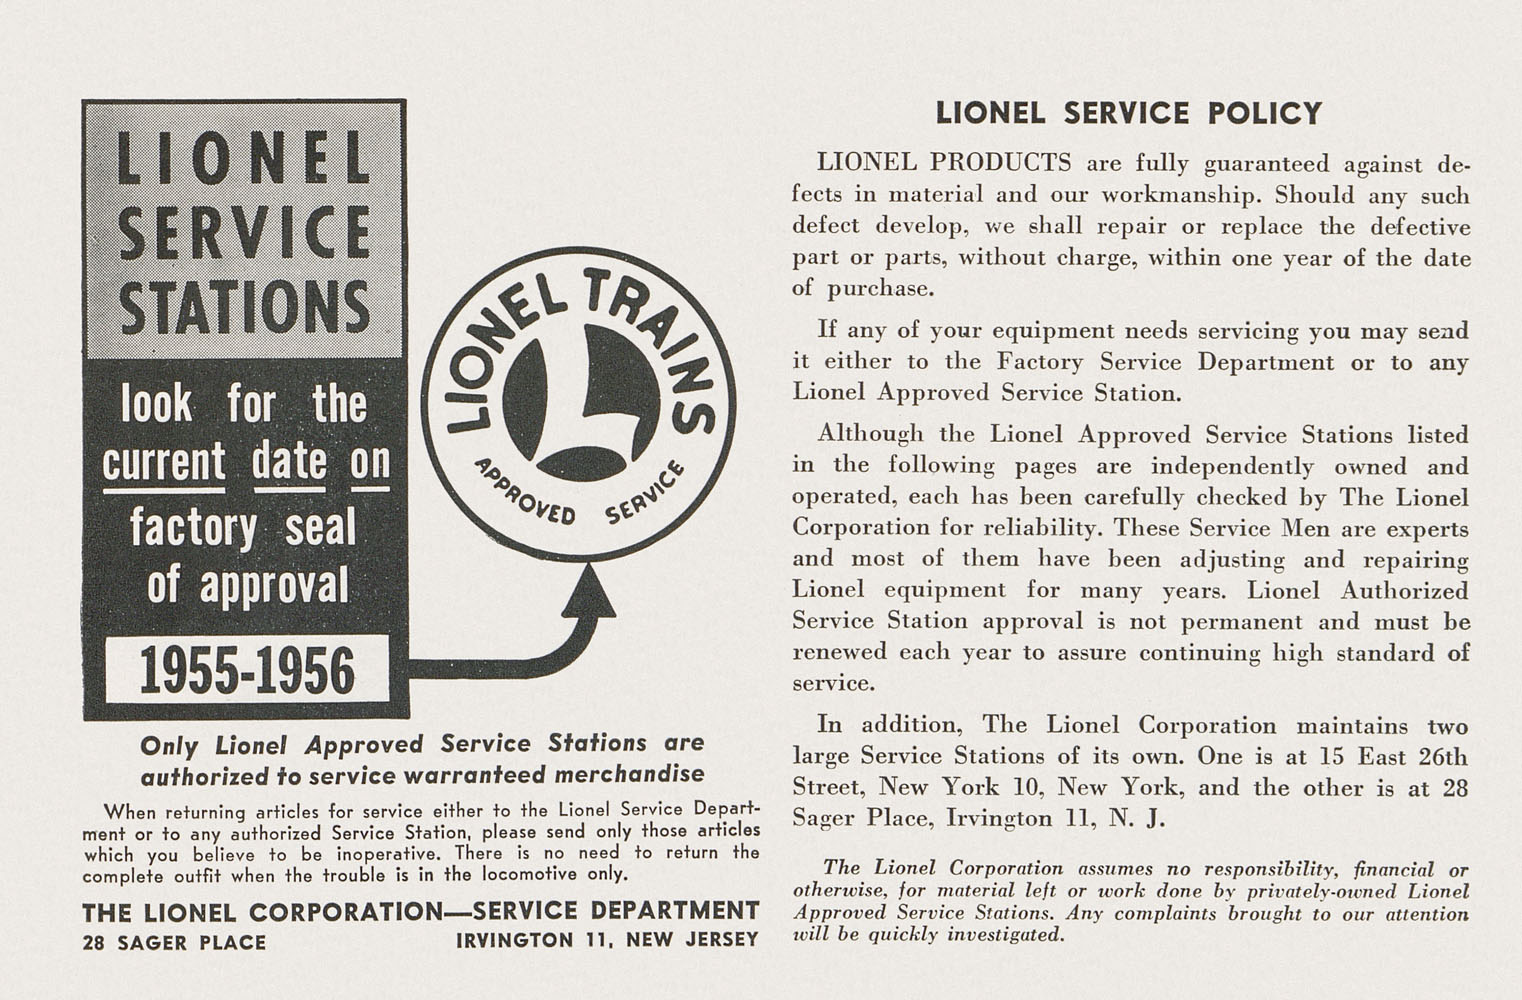 LIONEL
SERVICE
STATIONS
look for the
current date on
factory seal
of approval
1955-1956
LIONEL TRAINS
L
APPROVED SERVICE
Only Lionel Approved Service Stations are
authorized to service warranteed merchandise
When returning articles for service either to the Lionel Service Depart-
ment or to any authorized Service Station, please send only those articles
which you believe to be inoperative. There is no need to return the
complete outfit when the trouble is in the locomotive only.
THE LIONEL CORPORATION—SERVICE DEPARTMENT
28 SAGER PLACE IRVINGTON 11, NEW JERSEY
LIONEL SERVICE POLICY
LIONEL PRODUCTS are fully guaranteed against de-
fects in material and our workmanship. Should any such
defect develop, we shall repair or replace the defective
part or parts, without charge, within one year of the date
of purchase.
If any of your equipment needs servicing you may send
it either to the Factory Service Department or to any
Lionel Approved Service Station.
Although the Lionel Approved Service Stations listed
in the following pages are independently owned and
operated, each has been carefully checked by The Lionel
Corporation for reliability. These Service Men are experts
and most of them have been adjusting and repairing
Lionel equipment for many years. Lionel Authorized
Service Station approval is not permanent and must be
renewed each year to assure continuing high standard of
service.
In addition, The Lionel Corporation maintains two
large Service Stations of its own. One is at 15 East 26th
Street, New York 10, New York, and the other is at 28
Sager Place, Irvington 11, N. J.
The Lionel Corporation assumes no responsibility, financial or
otherwise, for material left or work done by privately-owned Lionel
Approved Service Stations. Any complaints brought to our attention
will be quickly investigated.